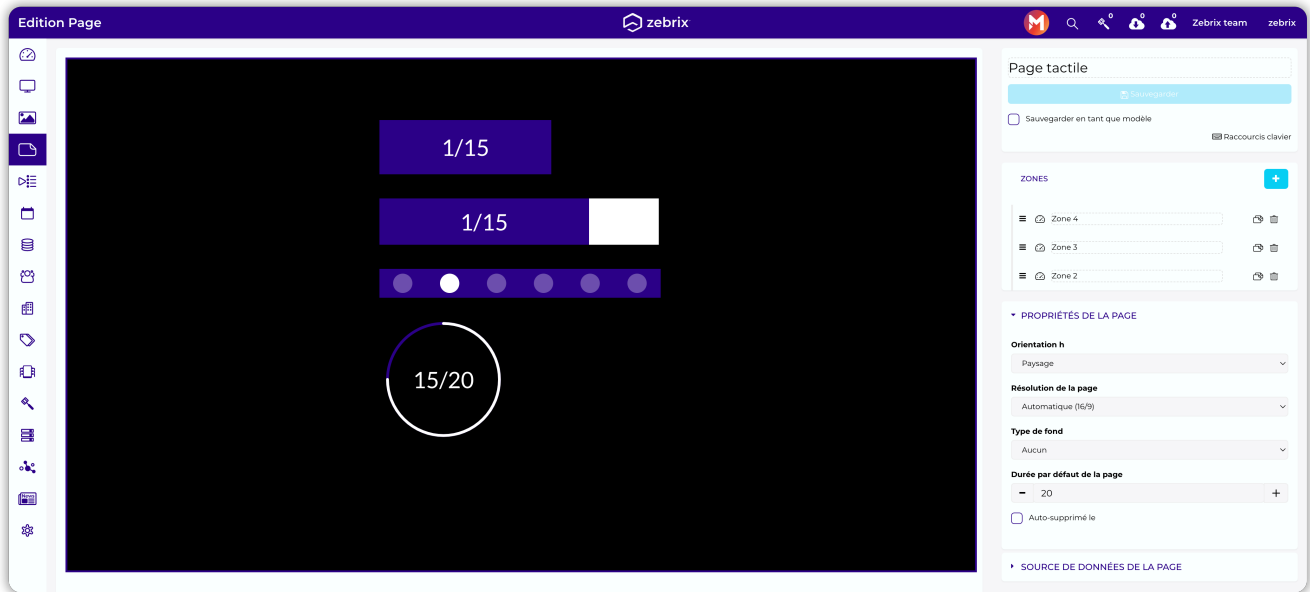 Edition Page
zebrix
0
0
0
Zebrix team
zebrix
1/15
1/15
15/20
Page tactile
Sauvegarder
Sauvegarder en tant que modèle
Raccourcis clavier
ZONES
+
Zone 4
Zone 3
Zone 2
PROPRIÉTÉS DE LA PAGE
Orientation h
Paysage
Résolution de la page
Automatique (16/9)
Type de fond
Aucun
Durée par défaut de la page
- 20 +
Auto-supprimé le
SOURCE DE DONNÉES DE LA PAGE